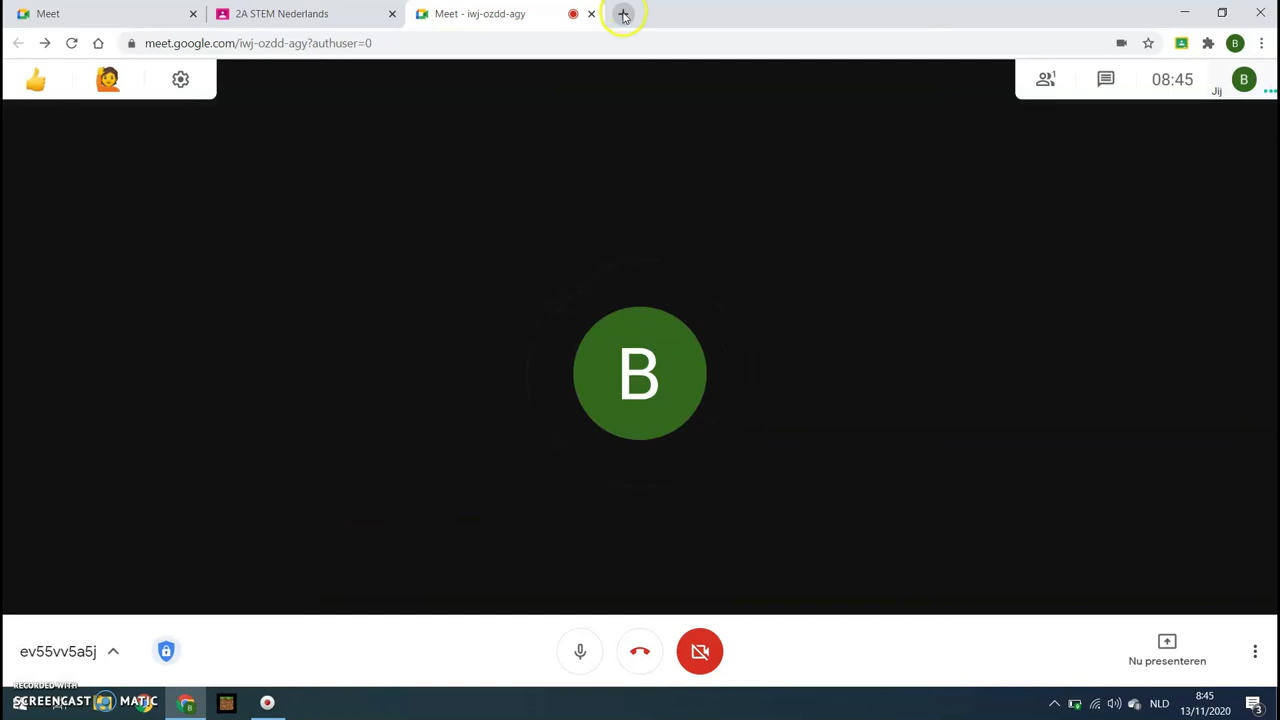 Meet
2A STEM Nederlands
Meet - iwj-ozdd-agy
meet.google.com/iwj-ozdd-agy?authuser=0
B
08:45
Jij
B
B
ev55vv5a5j
Nu presenteren
RECORDED WITH
SCREENCAST MATIC
B
NLD
8:45
13/11/2020
3